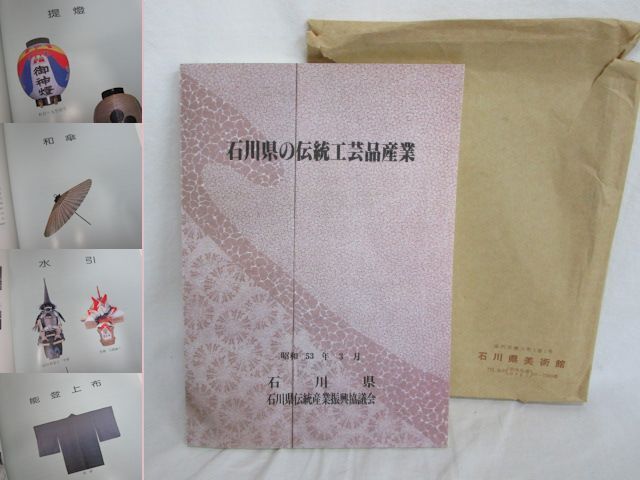 提燈
御神燈
和傘
水引
能登上布
石川県の伝統工芸品産業
昭和 53 年 3 月
石川県
石川県伝統産業振興協議会
石川県美術館